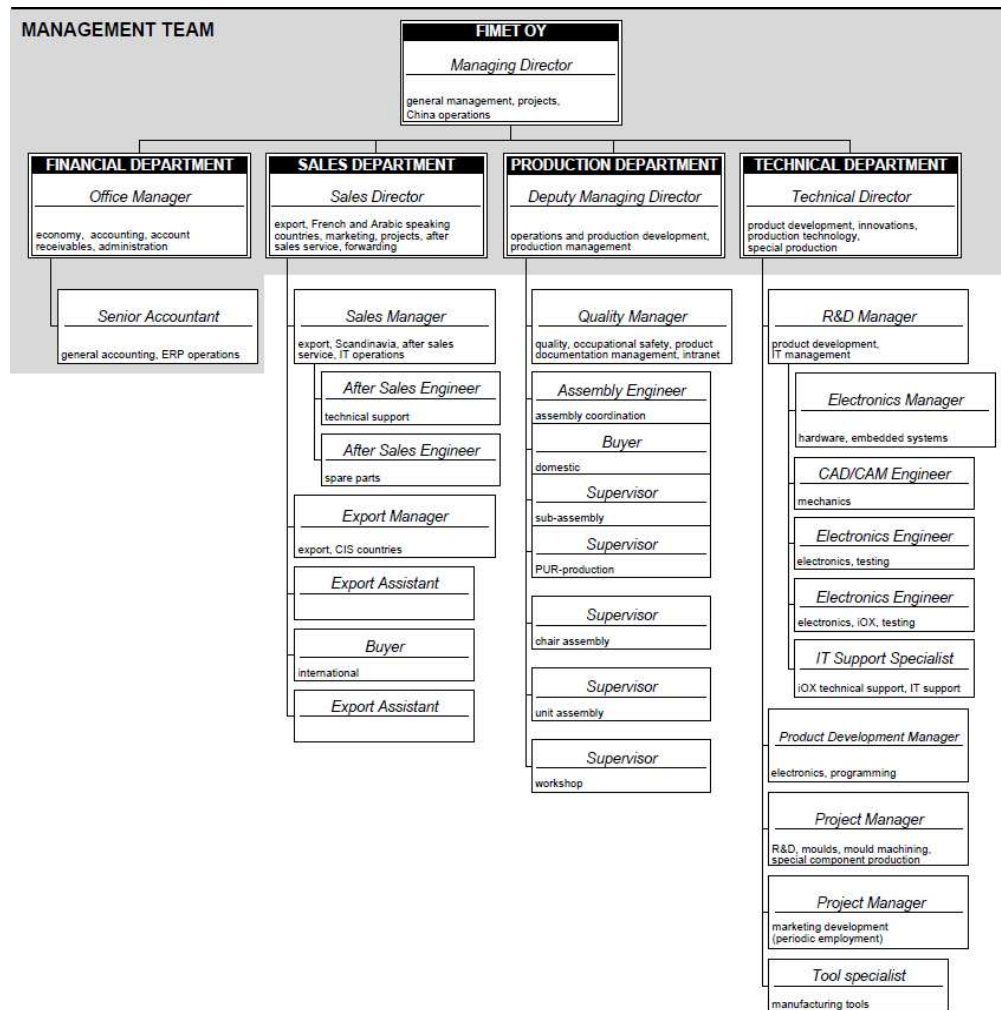 MANAGEMENT TEAM
FIMET OY
Managing Director
general management, projects,
China operations
FINANCIAL DEPARTMENT
Office Manager
economy, accounting, account
receivables, administration
Senior Accountant
general accounting, ERP operations
SALES DEPARTMENT
Sales Director
export, French and Arabic speaking
countries, marketing, projects, after
sales service, forwarding
Sales Manager
export, Scandinavia, after sales
service, IT operations
After Sales Engineer
technical support
After Sales Engineer
spare parts
Export Manager
export, CIS countries
Export Assistant
Buyer
international
Export Assistant
PRODUCTION DEPARTMENT
Deputy Managing Director
operations and production development,
production management
Quality Manager
quality, occupational safety, product
documentation management, intranet
Assembly Engineer
assembly coordination
Buyer
domestic
Supervisor
sub-assembly
Supervisor
PUR-production
Supervisor
chair assembly
Supervisor
unit assembly
Supervisor
workshop
TECHNICAL DEPARTMENT
Technical Director
product development, innovations,
production technology,
special production
R&D Manager
product development,
IT management
Electronics Manager
hardware, embedded systems
CAD/CAM Engineer
mechanics
Electronics Engineer
electronics, testing
Electronics Engineer
electronics, iOX, testing
IT Support Specialist
iOX technical support, IT support
Product Development Manager
electronics, programming
Project Manager
R&D, moulds, mould machining,
special component production
Project Manager
marketing development
(periodic employment)
Tool specialist
manufacturing tools